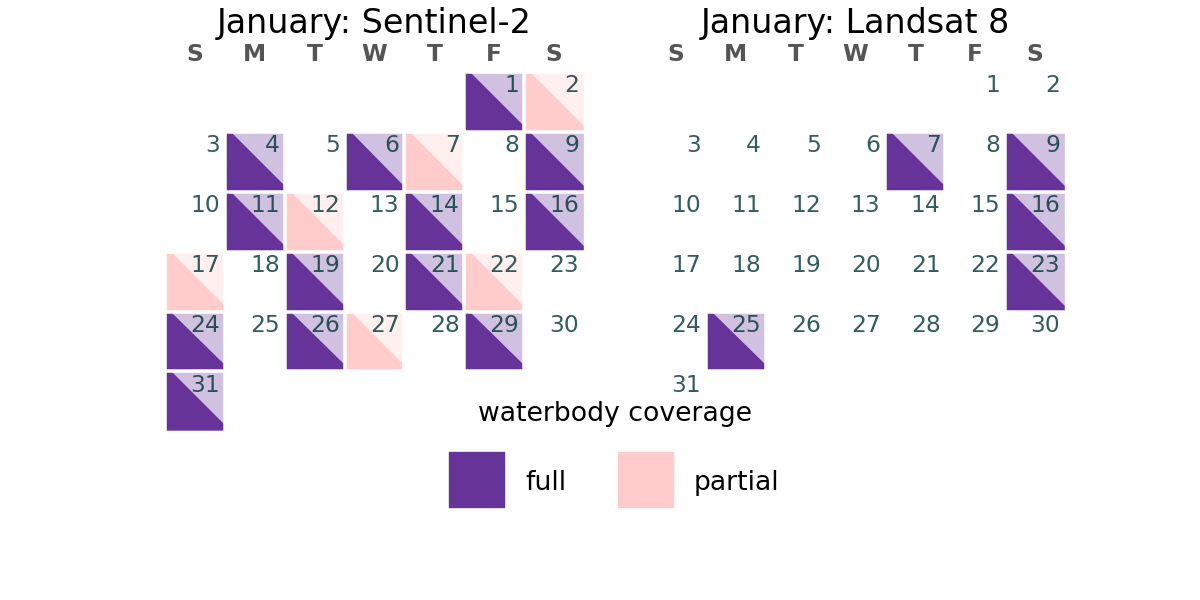 January: Sentinel-2
S M T W T F S
1 2
3 4 5 6 7 8 9
10 11 12 13 14 15 16
17 18 19 20 21 22 23
24 25 26 27 28 29 30
31
January: Landsat 8
S M T W T F S
1 2
3 4 5 6 7 8 9
10 11 12 13 14 15 16
17 18 19 20 21 22 23
24 25 26 27 28 29 30
31
waterbody coverage
full partial